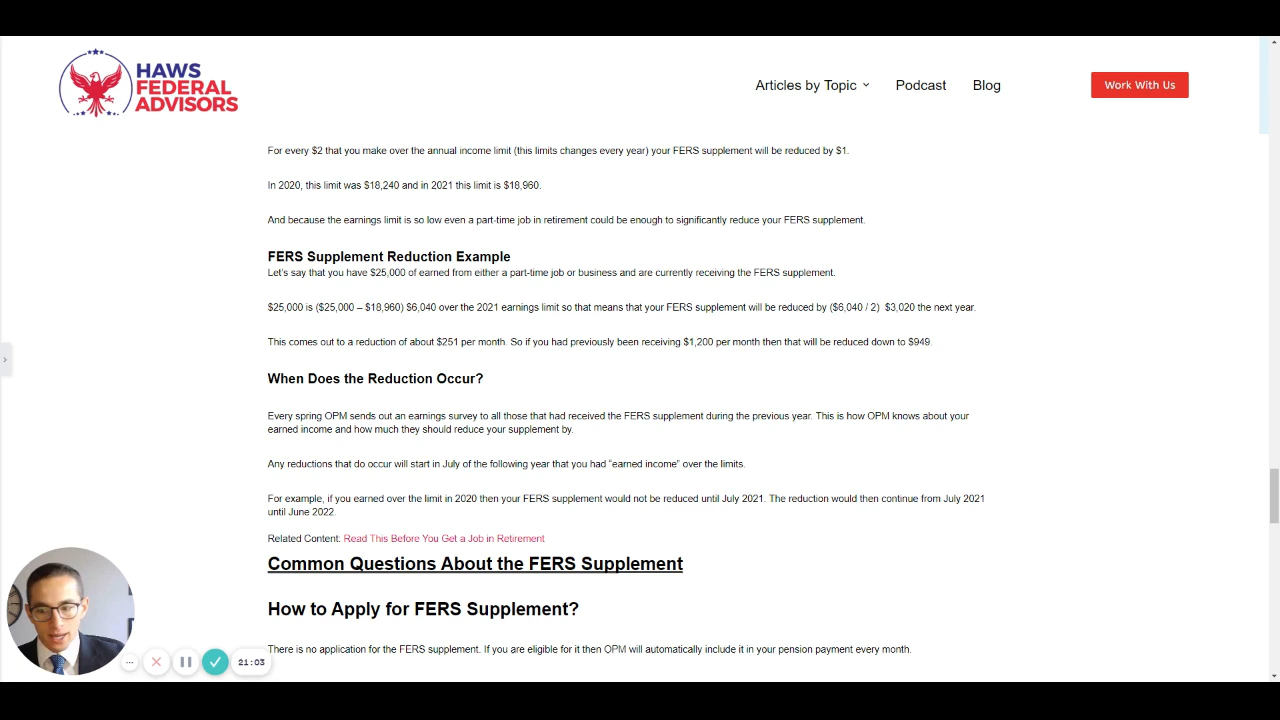 HAWS
FEDERAL
ADVISORS
Articles by Topic
Podcast
Blog
Work With Us
For every $2 that you make over the annual income limit (this limits changes every year) your FERS supplement will be reduced by $1.
In 2020, this limit was $18,240 and in 2021 this limit is $18,960.
And because the earnings limit is so low even a part-time job in retirement could be enough to significantly reduce your FERS supplement.
FERS Supplement Reduction Example
Let's say that you have $25,000 of earned from either a part-time job or business and are currently receiving the FERS supplement.
$25,000 is ($25,000 – $18,960) $6,040 over the 2021 earnings limit so that means that your FERS supplement will be reduced by ($6,040 / 2) $3,020 the next year.
This comes out to a reduction of about $251 per month. So if you had previously been receiving $1,200 per month then that will be reduced down to $949.
When Does the Reduction Occur?
Every spring OPM sends out an earnings survey to all those that had received the FERS supplement during the previous year. This is how OPM knows about your
earned income and how much they should reduce your supplement by.
Any reductions that do occur will start in July of the following year that you had “earned income” over the limits.
For example, if you earned over the limit in 2020 then your FERS supplement would not be reduced until July 2021. The reduction would then continue from July 2021
until June 2022.
Related Content: Read This Before You Get a Job in Retirement
Common Questions About the FERS Supplement
How to Apply for FERS Supplement?
There is no application for the FERS supplement. If you are eligible for it then OPM will automatically include it in your pension payment every month.
21:03